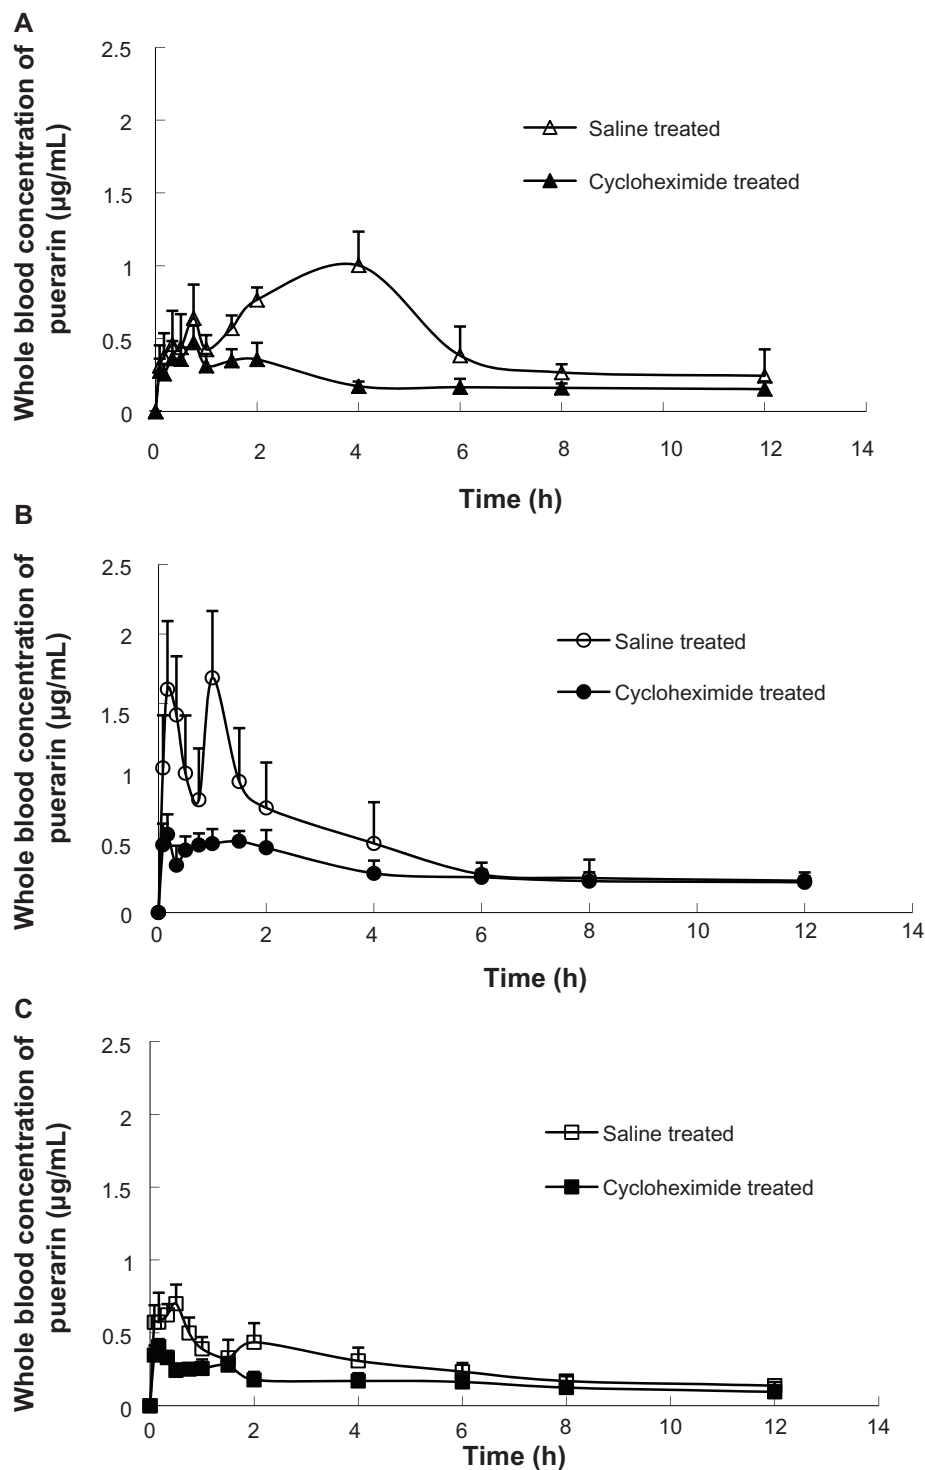 A
Whole blood concentration of
puerarin (µg/mL)
2.5
2
1.5
1
0.5
0
Saline treated
Cycloheximide treated
0 2 4 6 8 10 12 14
Time (h)
B
Whole blood concentration of
puerarin (µg/mL)
2.5
2
1.5
1
0.5
0
Saline treated
Cycloheximide treated
0 2 4 6 8 10 12 14
Time (h)
C
Whole blood concentration of
puerarin (µg/mL)
2.5
2
1.5
1
0.5
0
Saline treated
Cycloheximide treated
0 2 4 6 8 10 12 14
Time (h)